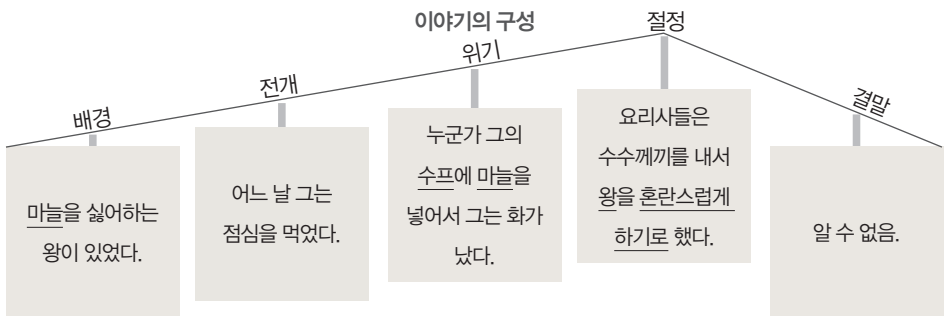 이야기의 구성
배경
마늘을 싫어하는
왕이 있었다.
전개
어느 날 그는
점심을 먹었다.
위기
누군가 그의
수프에 마늘을
넣어서 그는 화가
났다.
절정
요리사들은
수수께끼를 내서
왕을 혼란스럽게
하기로 했다.
결말
알 수 없음.